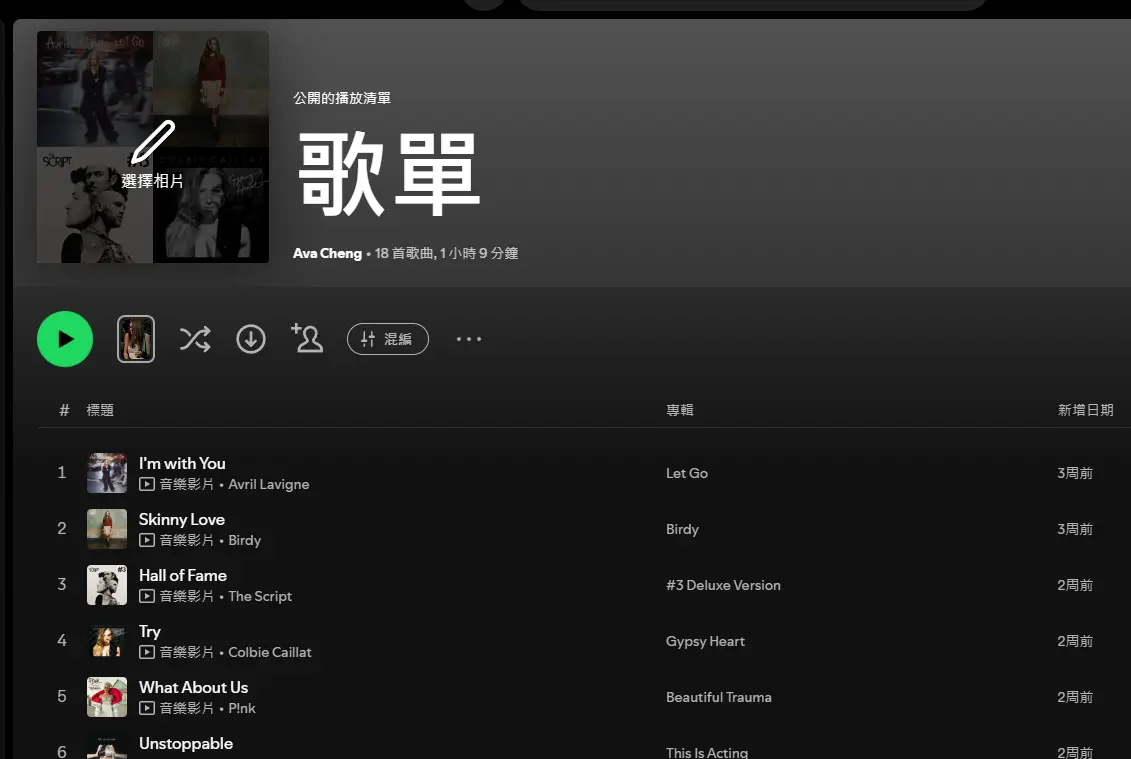 Avril Lavigne Let Go
SCRIPT
#3
COLBIE CAILLAT
Gypsy Heart
選擇相片
公開的播放清單
歌單
Ava Cheng • 18 首歌曲, 1 小時 9 分鐘
混編
# 標題 專輯 新增日期
1 I'm with You Let Go 3周前
音樂影片 • Avril Lavigne
2 Skinny Love Birdy 3周前
音樂影片 • Birdy
3 Hall of Fame #3 Deluxe Version 2周前
音樂影片 • The Script
4 Try Gypsy Heart 2周前
音樂影片 • Colbie Caillat
5 What About Us Beautiful Trauma 2周前
音樂影片 • P!nk
6 Unstoppable This Is Acting 2周前